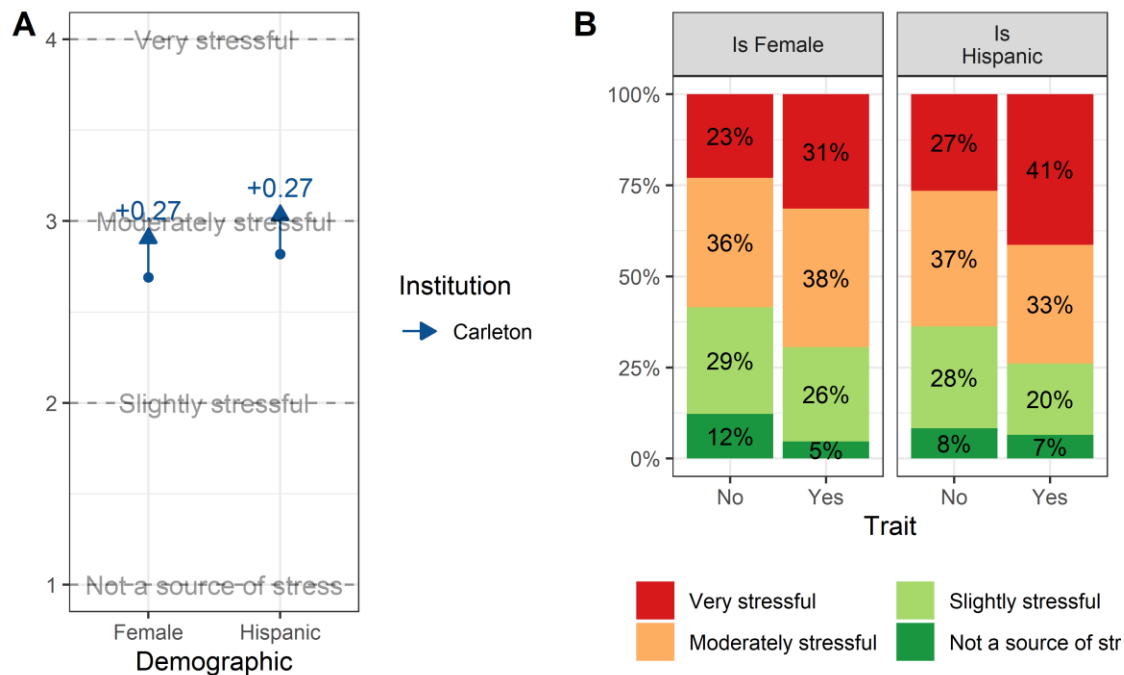 A
4
Very stressful
+0.27
+0.27
3
Moderately stressful
2
Slightly stressful
1
Not a source of stress
Female
Hispanic
Demographic
Institution
Carleton
B
Is Female
Is
Hispanic
100%
75%
50%
25%
0%
23%
36%
29%
12%
31%
38%
26%
5%
27%
37%
28%
8%
41%
33%
20%
7%
No
Yes
No
Yes
Trait
Very stressful
Slightly stressful
Moderately stressful
Not a source of str